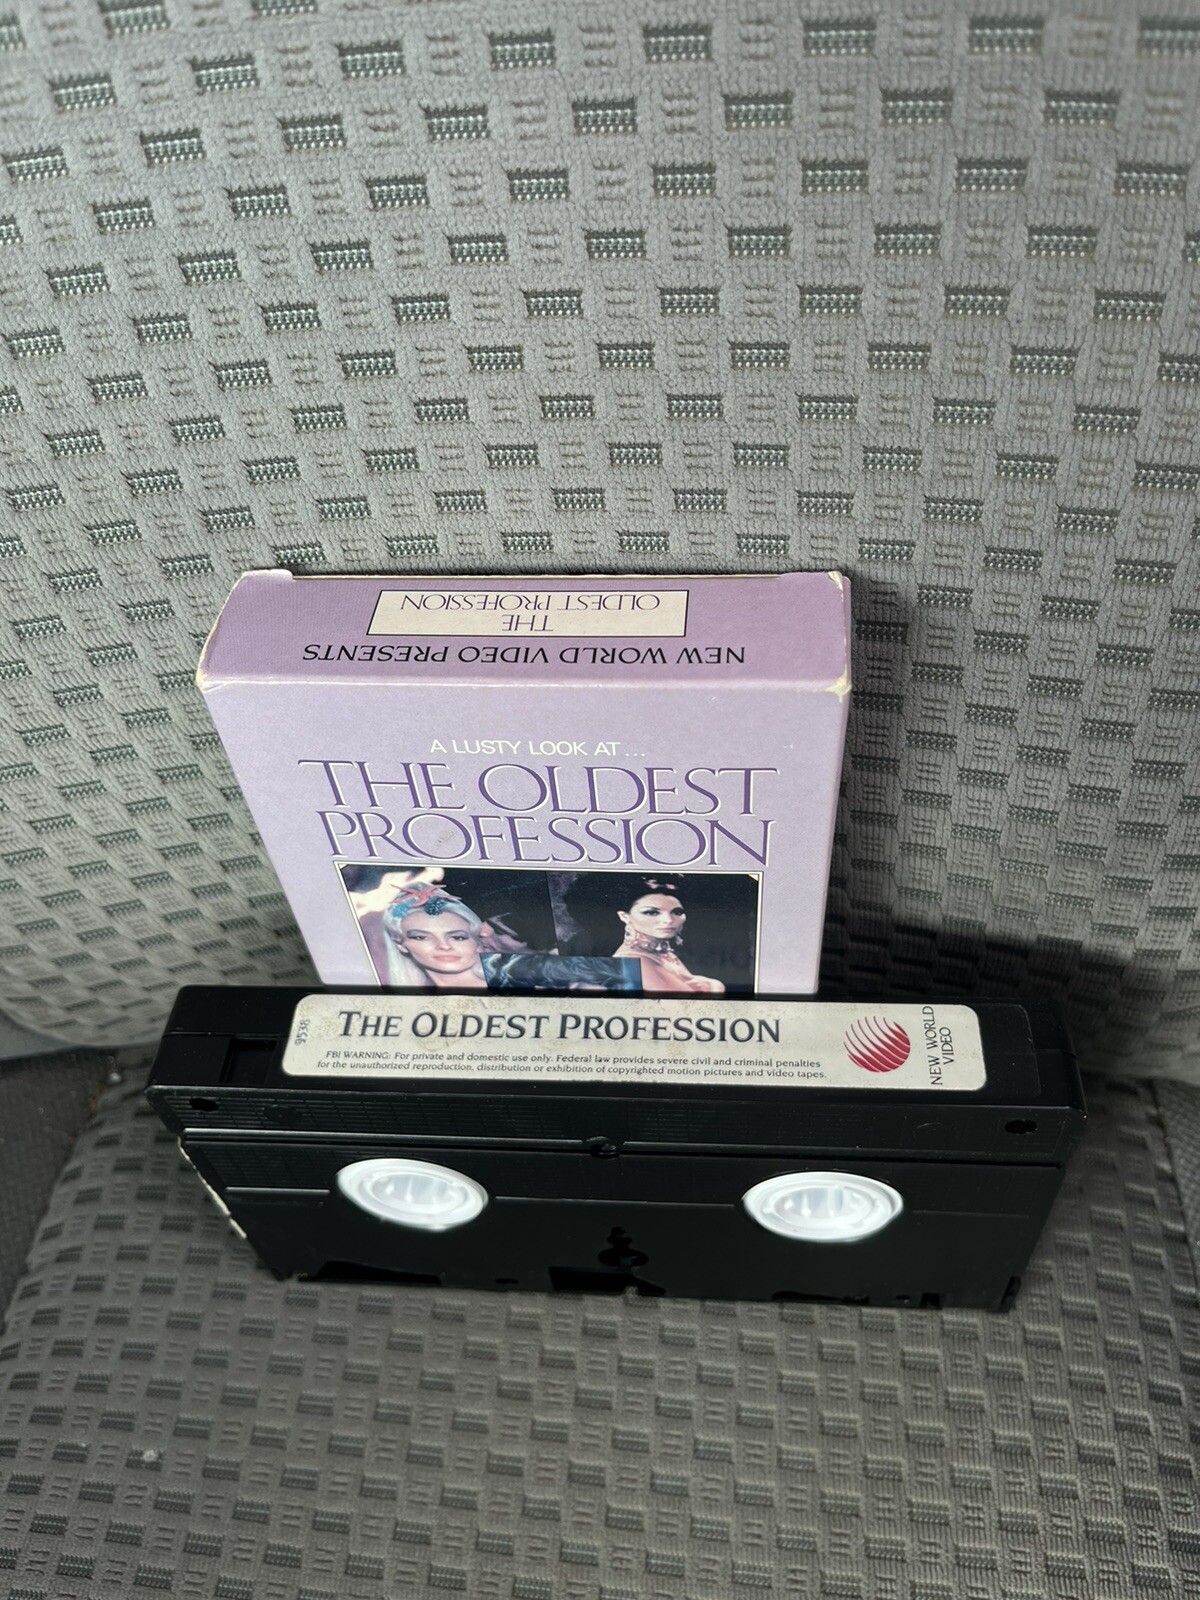 THE
OLDEST PROFESSION
NEW WORLD VIDEO PRESENTS
A LUSTY LOOK AT...
THE OLDEST
PROFESSION
9538
THE OLDEST PROFESSION
FBI WARNING: For private and domestic use only. Federal law provides severe civil and criminal penalties
for the unauthorized reproduction, distribution or exhibition of copyrighted motion pictures and video tapes.
NEW WORLD
VIDEO